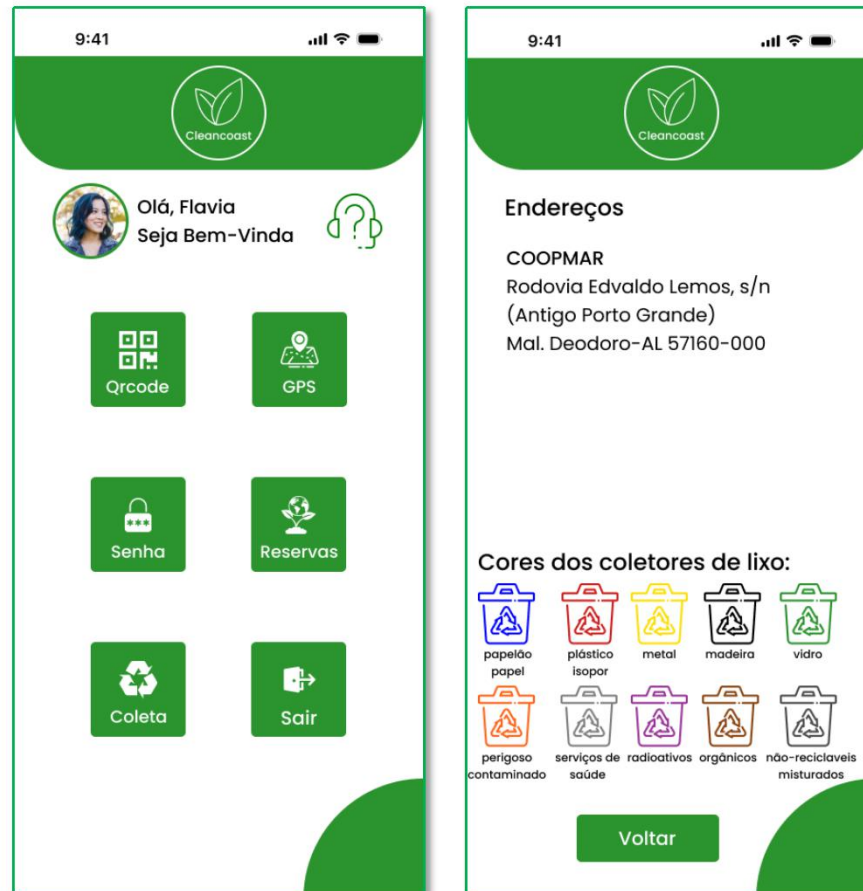 9:41
Cleancoast
Olá, Flavia
Seja Bem-Vinda
Qrcode
GPS
***
Senha
Reservas
Coleta
Sair
9:41
Cleancoast
Endereços
COOPMAR
Rodovia Edvaldo Lemos, s/n
(Antigo Porto Grande)
Mal. Deodoro-AL 57160-000
Cores dos coletores de lixo:
papelão
papel
plástico
isopor
metal
madeira
vidro
perigoso
contaminado
serviços de
saúde
radioativos
orgânicos
não-reciclaveis
misturados
Voltar